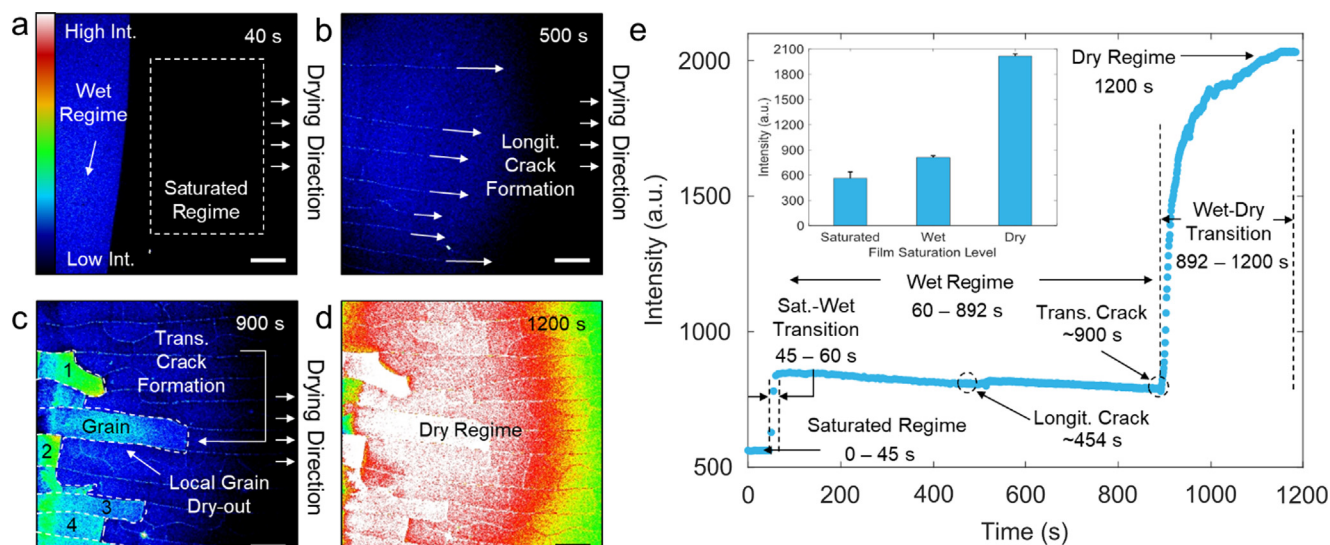 a
High Int.
40 s
Wet
Regime
Saturated
Regime
Low Int.
Drying Direction
b
500 s
Longit.
Crack
Formation
Drying Direction
c
900 s
Trans.
Crack
Formation
1
Grain
2
Local Grain
Dry-out
3
4
Drying Direction
d
1200 s
Dry Regime
e
Intensity (a.u.)
2000
1500
1000
500
0
200
400
600
800
1000
1200
Time (s)
Intensity (a.u.)
2100
1800
1500
1200
900
600
300
0
Saturated
Wet
Dry
Film Saturation Level
Dry Regime
1200 s
Wet-Dry
Transition
892 – 1200 s
Wet Regime
60 – 892 s
Sat.-Wet
Transition
45 – 60 s
Trans. Crack
~900 s
Longit. Crack
~454 s
Saturated Regime
0 – 45 s